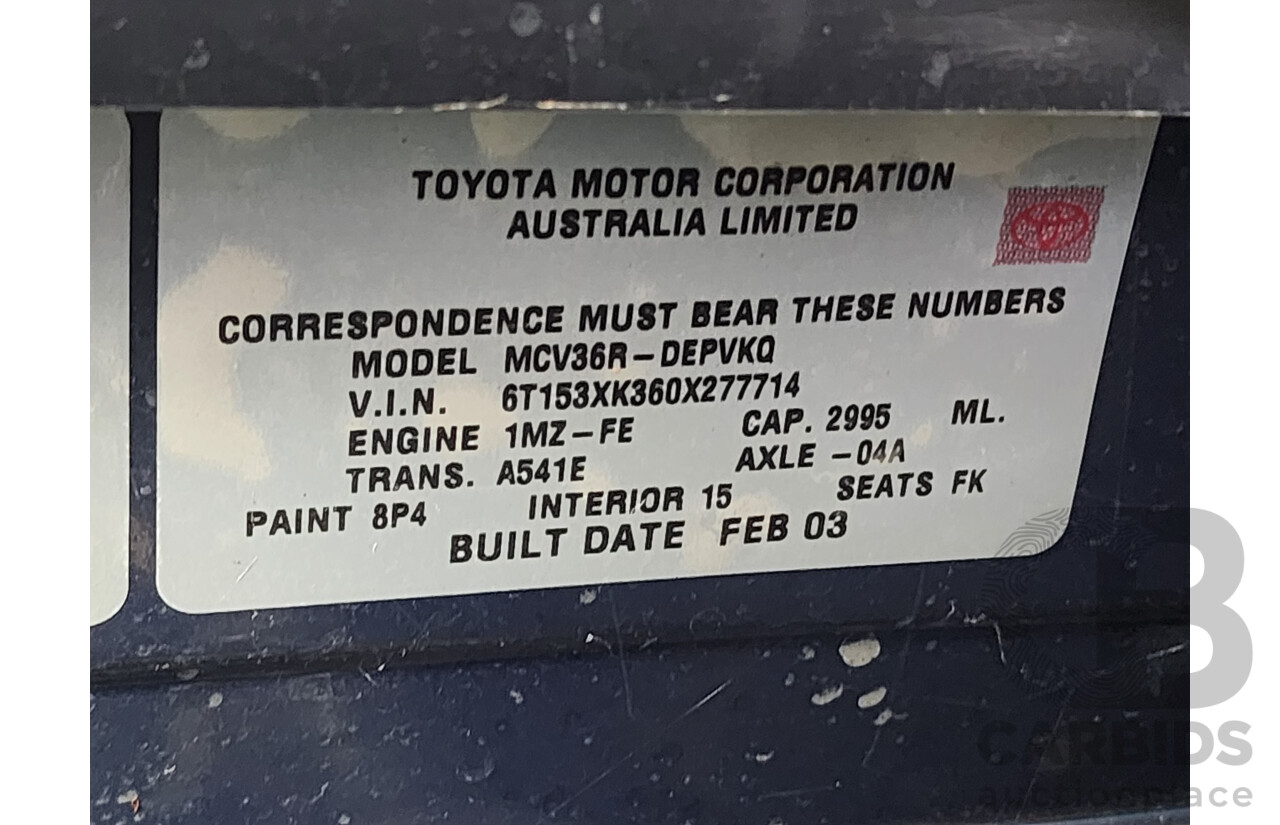 TOYOTA MOTOR CORPORATION
AUSTRALIA LIMITED
CORRESPONDENCE MUST BEAR THESE NUMBERS
MODEL MCV36R-DEPVKQ
V.I.N. 6T153XK360X277714
ENGINE 1MZ-FE CAP. 2995 ML.
TRANS. A541E AXLE -04A
PAINT 8P4 INTERIOR 15 SEATS FK
BUILT DATE FEB 03
CARBIDS